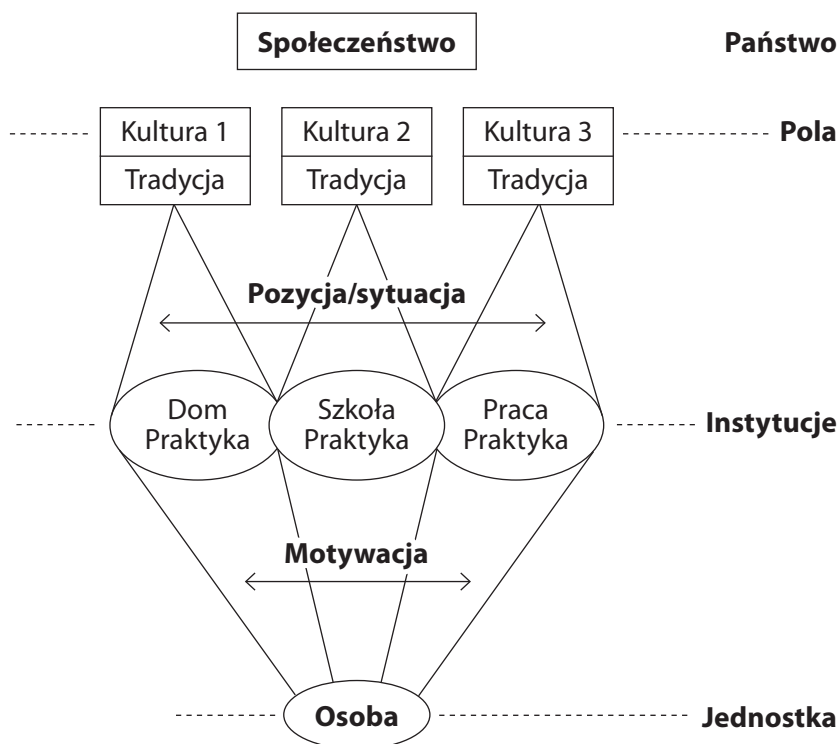 Społeczeństwo Państwo
Kultura 1 Kultura 2 Kultura 3 Pola
Tradycja Tradycja Tradycja
Pozycja/sytuacja
Dom Szkoła Praca
Praktyka Praktyka Praktyka Instytucje
Motywacja
Osoba Jednostka